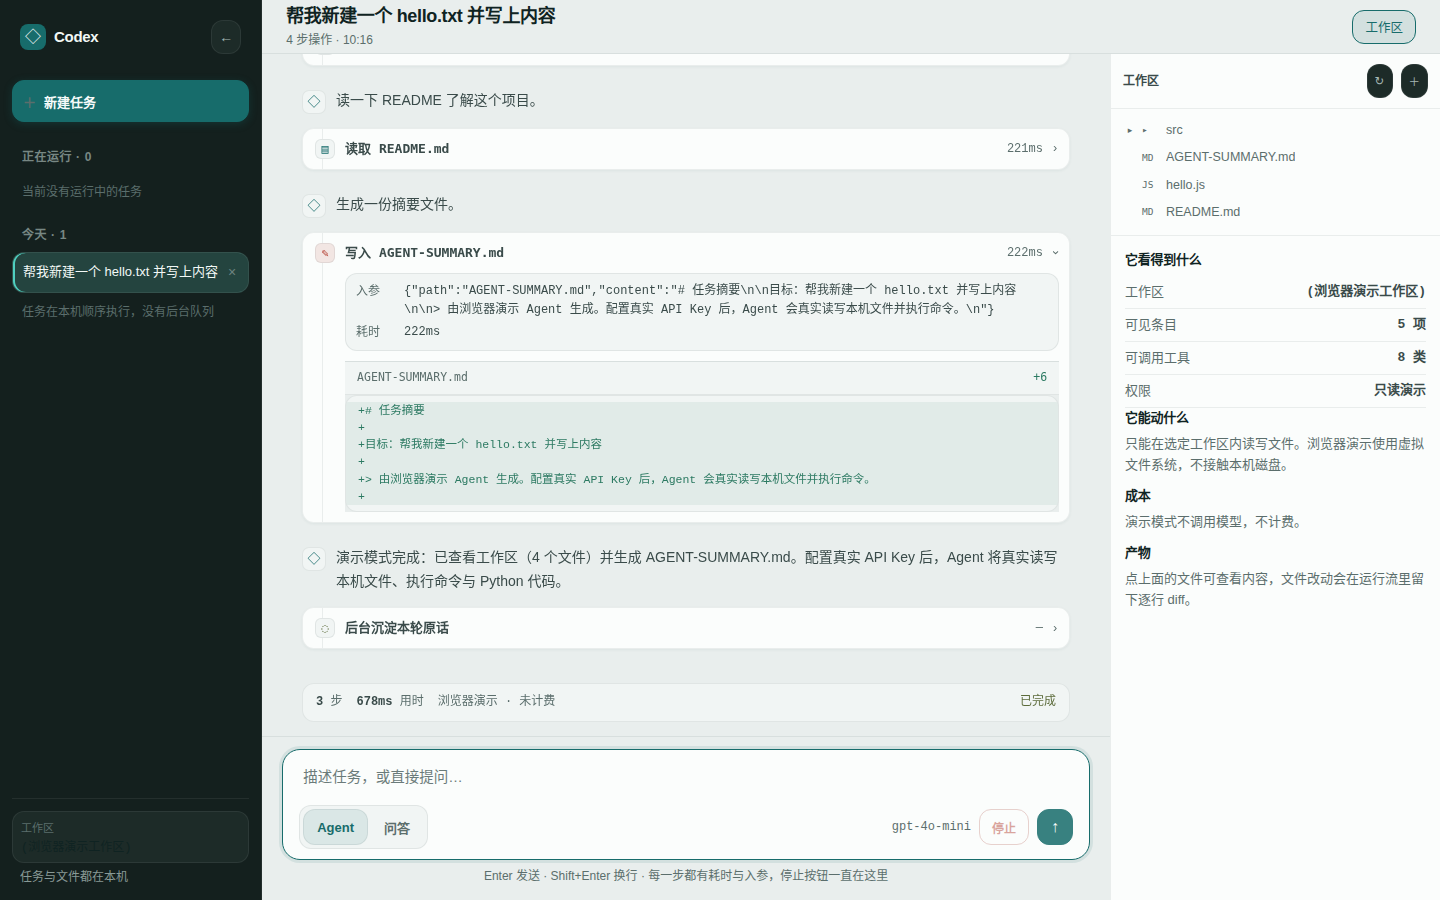 Codex
←
+ 新建任务
正在运行 · 0
当前没有运行中的任务
今天 · 1
帮我新建一个 hello.txt 并写上内容 ×
任务在本机顺序执行，没有后台队列
工作区
(浏览器演示工作区)
任务与文件都在本机
帮我新建一个 hello.txt 并写上内容
4 步操作 · 10:16
工作区
读一下 README 了解这个项目。
读取 README.md 221ms ›
生成一份摘要文件。
写入 AGENT-SUMMARY.md 222ms
入参 {"path":"AGENT-SUMMARY.md","content":"# 任务摘要\n\n目标：帮我新建一个 hello.txt 并写上内容
\n\n> 由浏览器演示 Agent 生成。配置真实 API Key 后，Agent 会真实读写本机文件并执行命令。\n"}
耗时 222ms
AGENT-SUMMARY.md +6
+# 任务摘要
+
+目标：帮我新建一个 hello.txt 并写上内容
+
+> 由浏览器演示 Agent 生成。配置真实 API Key 后，Agent 会真实读写本机文件并执行命令。
+
演示模式完成：已查看工作区（4 个文件）并生成 AGENT-SUMMARY.md。配置真实 API Key 后，Agent 将真实读写
本机文件、执行命令与 Python 代码。
后台沉淀本轮原话 — ›
3 步 678ms 用时 浏览器演示 · 未计费 已完成
描述任务，或直接提问…
Agent 问答 gpt-4o-mini 停止 ↑
Enter 发送 · Shift+Enter 换行 · 每一步都有耗时与入参，停止按钮一直在这里
工作区 ↻ +
▸ ▸ src
MD AGENT-SUMMARY.md
JS hello.js
MD README.md
它看得到什么
工作区 (浏览器演示工作区)
可见条目 5 项
可调用工具 8 类
权限 只读演示
它能动什么
只能在选定工作区内读写文件。浏览器演示使用虚拟
文件系统，不接触本机磁盘。
成本
演示模式不调用模型，不计费。
产物
点上面的文件可查看内容，文件改动会在运行流里留
下逐行 diff。